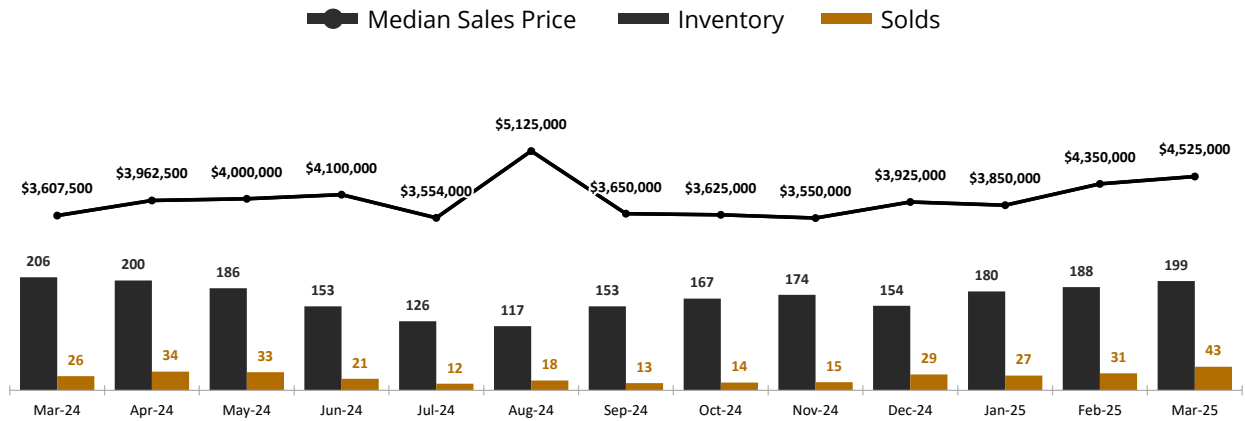 Median Sales Price Inventory Solds
$3,607,500 $3,962,500 $4,000,000 $4,100,000 $3,554,000 $5,125,000 $3,650,000 $3,625,000 $3,550,000 $3,925,000 $3,850,000 $4,350,000 $4,525,000
206 200 186 153 126 117 153 167 174 154 180 188 199
26 34 33 21 12 18 13 14 15 29 27 31 43
Mar-24 Apr-24 May-24 Jun-24 Jul-24 Aug-24 Sep-24 Oct-24 Nov-24 Dec-24 Jan-25 Feb-25 Mar-25